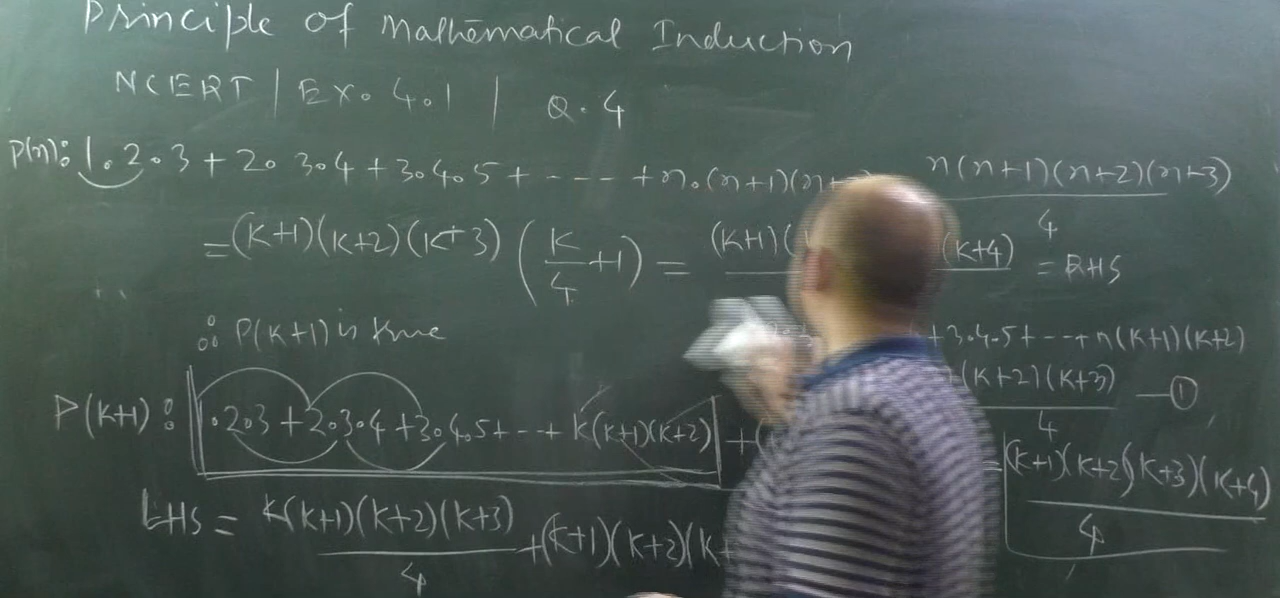 Principle of Mathematical Induction
NCERT | Ex. 4.1 | Q. 4
P(n): 1.2.3 + 2.3.4 + 3.4.5 + ---- + n.(n+1)(n+ n(n+1)(n+2)(n+3)/4
=(K+1)(K+2)(K+3)(K/4+1) = (K+1)( (K+4) = RHS
∴ P(K+1) is true
+3.4.5+--+n(K+1)(K+2)
(K+2)(K+3)/4 —①
P(K+1): 1.2.3 + 2.3.4 + 3.4.5 + -- + K(K+1)(K+2) + ( =(K+1)(K+2)(K+3)(K+4)/4
LHS = K(K+1)(K+2)(K+3)/4 +(K+1)(K+2)(K+